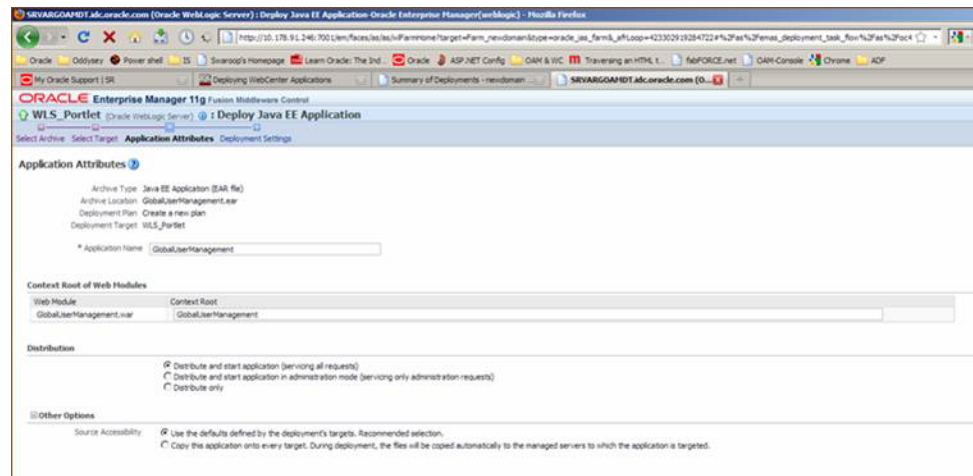 SRVARGOAMDT.idc.oracle.com (Oracle WebLogic Server) : Deploy Java EE Application-Oracle Enterprise Manager(weblogic) - Mozilla Firefox
Oracle Oddysey Power shell IS Swaroop's Homepage Learn Oracle: The Ind... Oracle ASP.NET Config OAM & IIC Traversing an HTML t... fabFORCE.net OAM-Console Chrome ADF
My Oracle Support | SR Deploying WebCenter Applications Summary of Deployments - newdomain ... SRVARGOAMDT.idc.oracle.com (O...
ORACLE Enterprise Manager 11g Fusion Middleware Control
WLS_Portlet (Oracle WebLogic Server) : Deploy Java EE Application
Select Archive Select Target Application Attributes Deployment Settings
Application Attributes
Archive Type Java EE Application (EAR file)
Archive Location GlobalUserManagement.ear
Deployment Plan Create a new plan
Deployment Target WLS_Portlet
* Application Name GlobalUserManagement
Context Root of Web Modules
Web Module Context Root
GlobalUserManagement.war GlobalUserManagement
Distribution
Distribute and start application (servicing all requests)
Distribute and start application in administration mode (servicing only administration requests)
Distribute only
Other Options
Source Accessibility Use the defaults defined by the deployment's targets. Recommended selection.
Copy this application onto every target. During deployment, the files will be copied automatically to the managed servers to which the application is targeted.